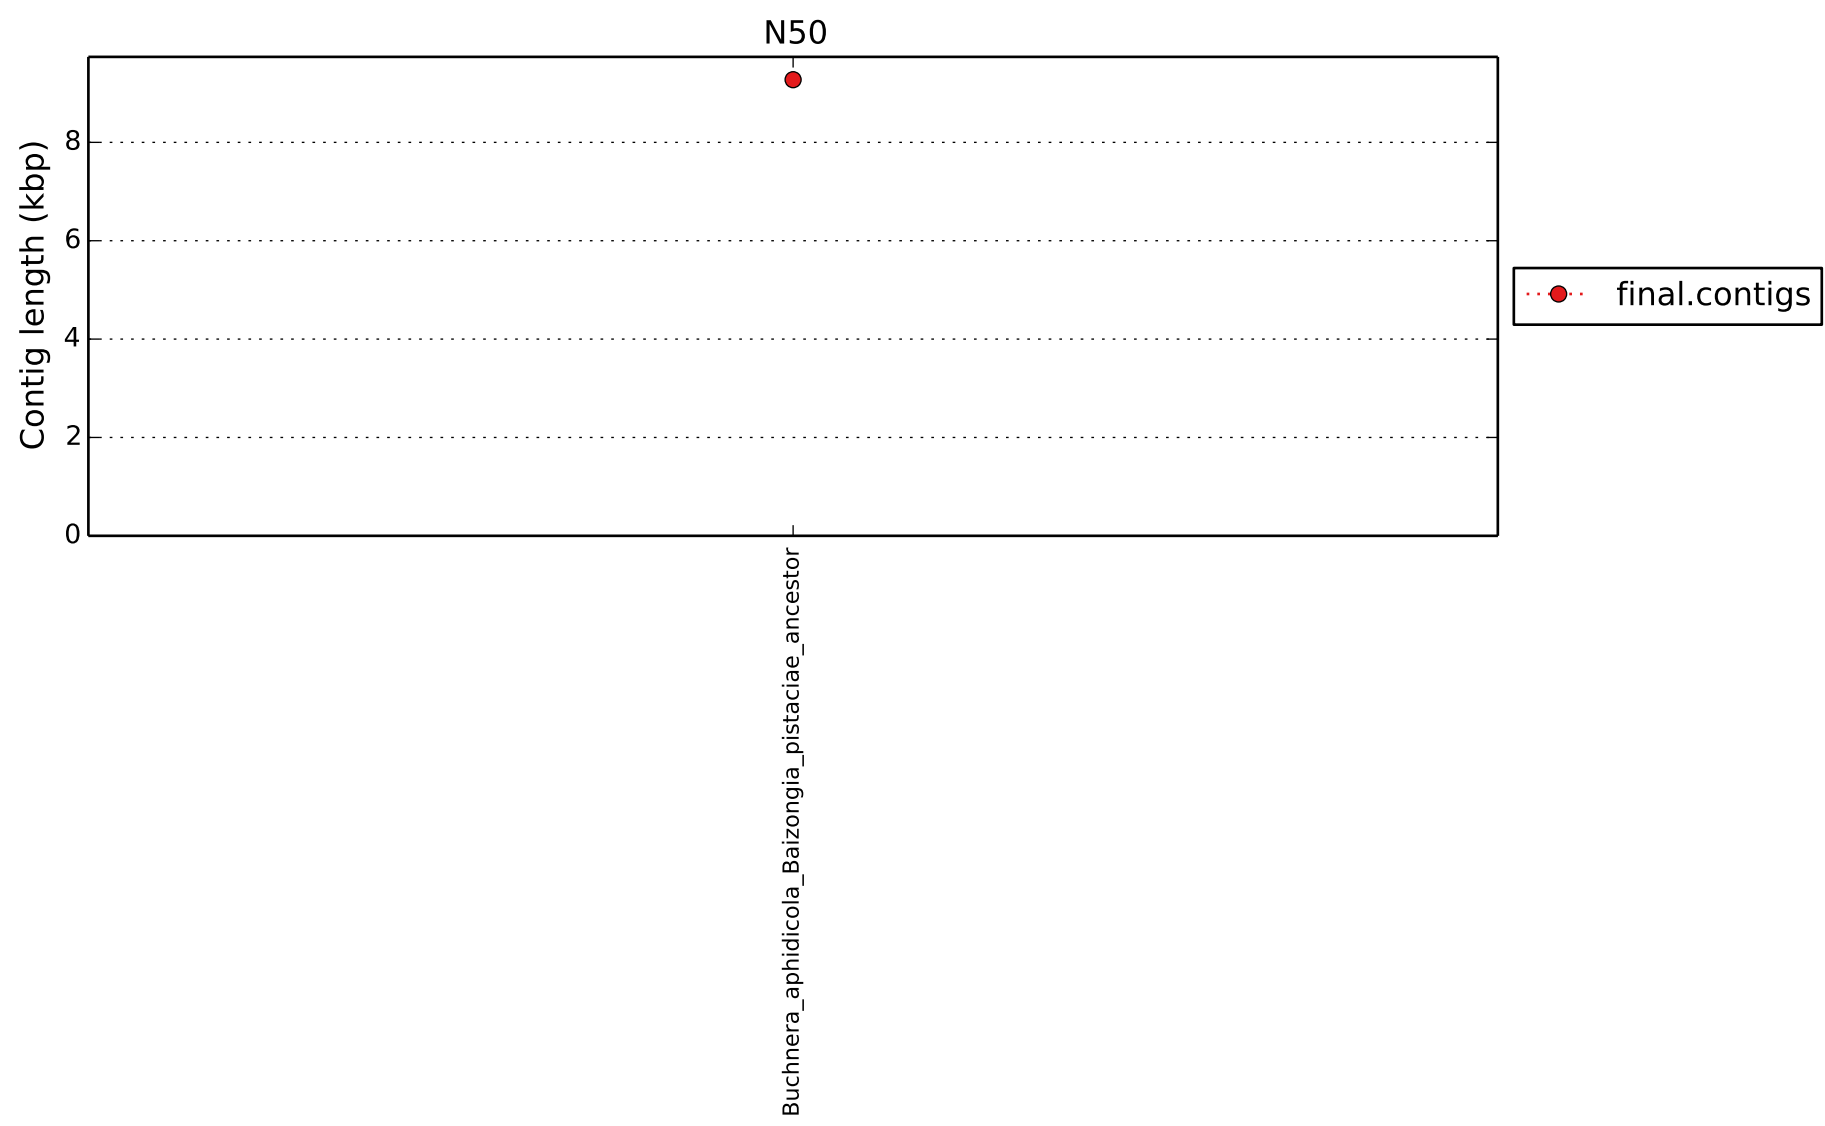 N50
Contig length (kbp)
8
6
4
2
0
final.contigs
Buchnera_aphidicola_Baizongia_pistaciae_ancestor